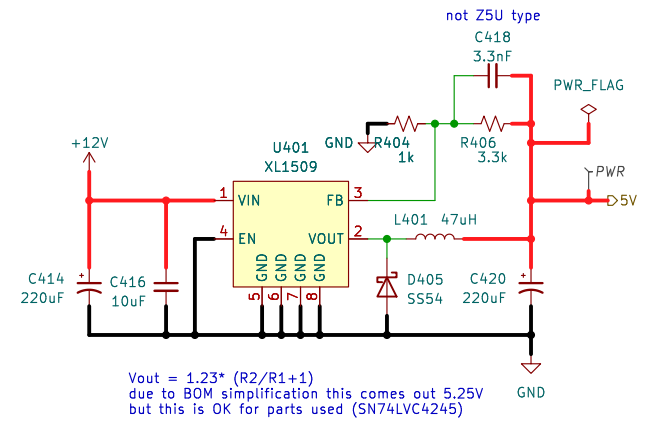 not Z5U type
C418
3.3nF
PWR_FLAG
GND R404 R406
1k 3.3k
+12V
U401
XL1509
PWR
1 VIN FB 3
5V
L401 47uH
4 EN VOUT 2
GND GND GND GND
C414 C416 D405 C420
220uF 10uF SS54 220uF
5 6 7 8
GND
Vout = 1.23* (R2/R1+1)
due to BOM simplification this comes out 5.25V
but this is OK for parts used (SN74LVC4245)